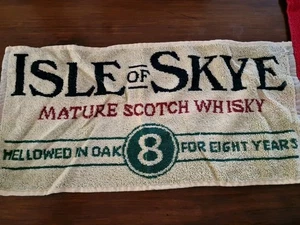 ISLE OF SKYE
MATURE SCOTCH WHISKY
MELLOWED IN OAK 8 FOR EIGHT YEARS